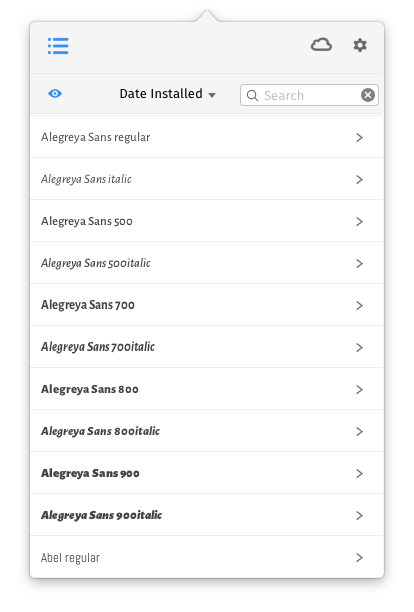 Date Installed
Search
Alegreya Sans regular
Alegreya Sans italic
Alegreya Sans 500
Alegreya Sans 500italic
Alegreya Sans 700
Alegreya Sans 700italic
Alegreya Sans 800
Alegreya Sans 800italic
Alegreya Sans 900
Alegreya Sans 900italic
Abel regular